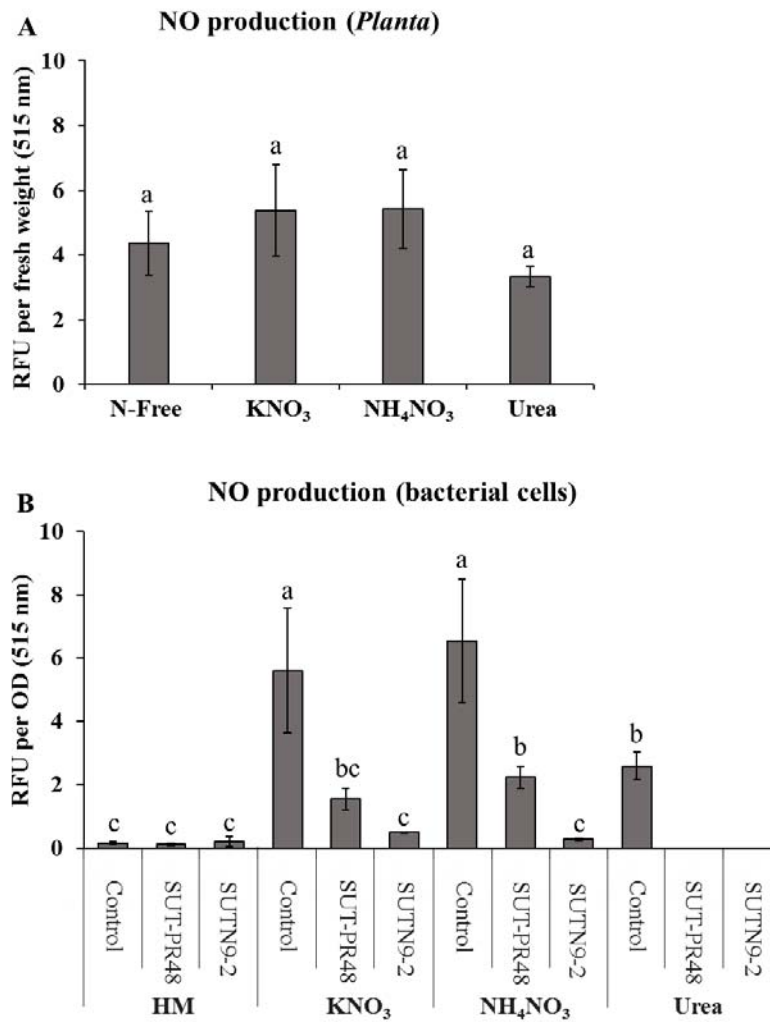 A
NO production (Planta)
RFU per fresh weight (515 nm)
10
8
6
4
2
0
a
a
a
a
N-Free
KNO₃
NH₄NO₃
Urea
B
NO production (bacterial cells)
RFU per OD (515 nm)
10
8
6
4
2
0
c
c
c
a
bc
c
a
b
c
b
Control
SUT-PR48
SUTN9-2
Control
SUT-PR48
SUTN9-2
Control
SUT-PR48
SUTN9-2
Control
SUT-PR48
SUTN9-2
HM
KNO₃
NH₄NO₃
Urea